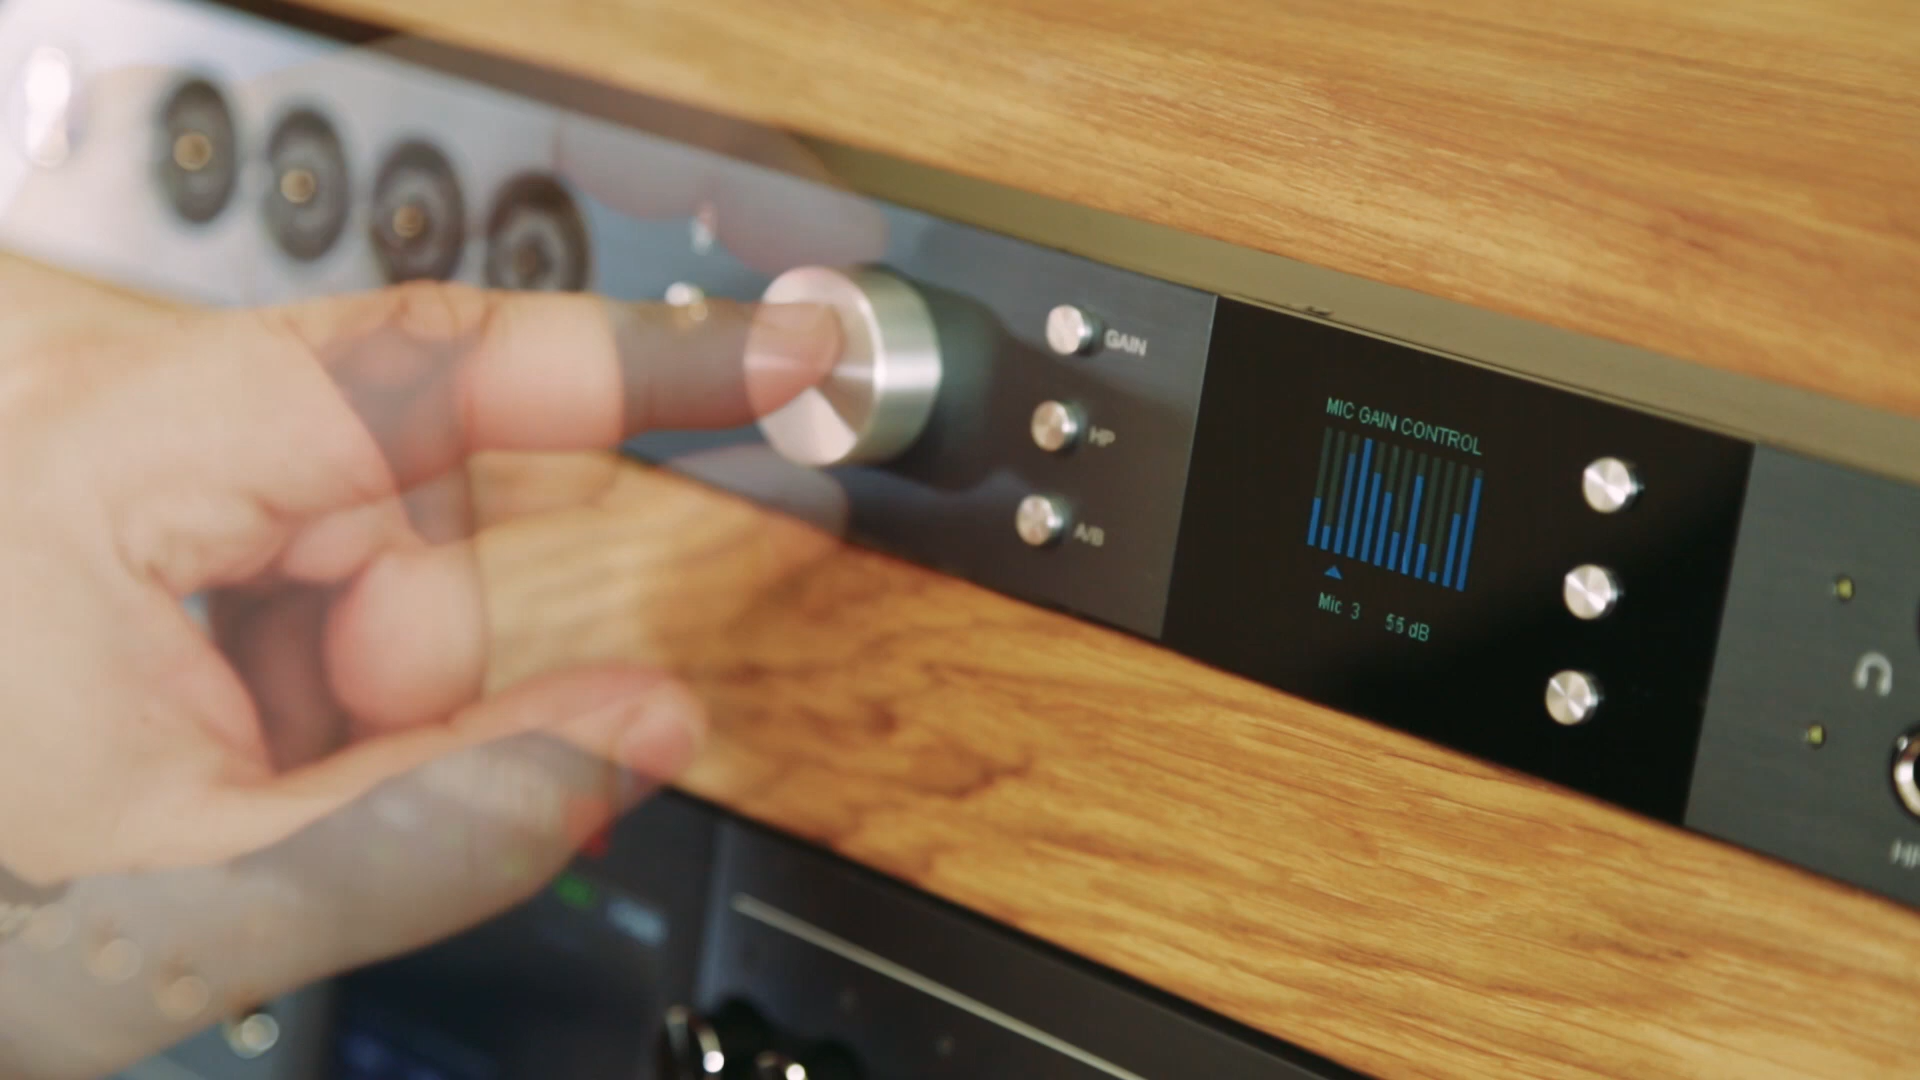 GAIN
HP
A/B
MIC GAIN CONTROL
Mic 3 55 dB